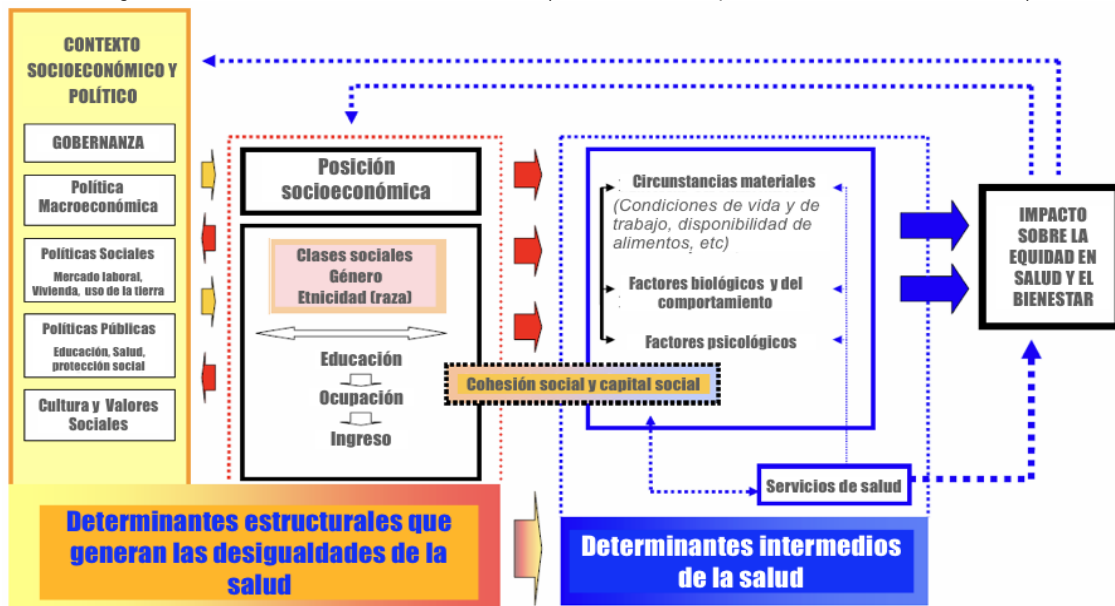 CONTEXTO
SOCIOECONÓMICO Y
POLÍTICO
GOBERNANZA
Política
Macroeconómica
Políticas Sociales
Mercado laboral,
Vivienda, uso de la tierra
Políticas Públicas
Educación, Salud,
protección social
Cultura y Valores
Sociales
Posición
socioeconómica
Clases sociales
Género
Etnicidad (raza)
Educación
Ocupación
Ingreso
Cohesión social y capital social
Circunstancias materiales
(Condiciones de vida y de
trabajo, disponibilidad de
alimentos, etc)
Factores biológicos y del
comportamiento
Factores psicológicos
Servicios de salud
IMPACTO
SOBRE LA
EQUIDAD EN
SALUD Y EL
BIENESTAR
Determinantes estructurales que
generan las desigualdades de la
salud
Determinantes intermedios
de la salud